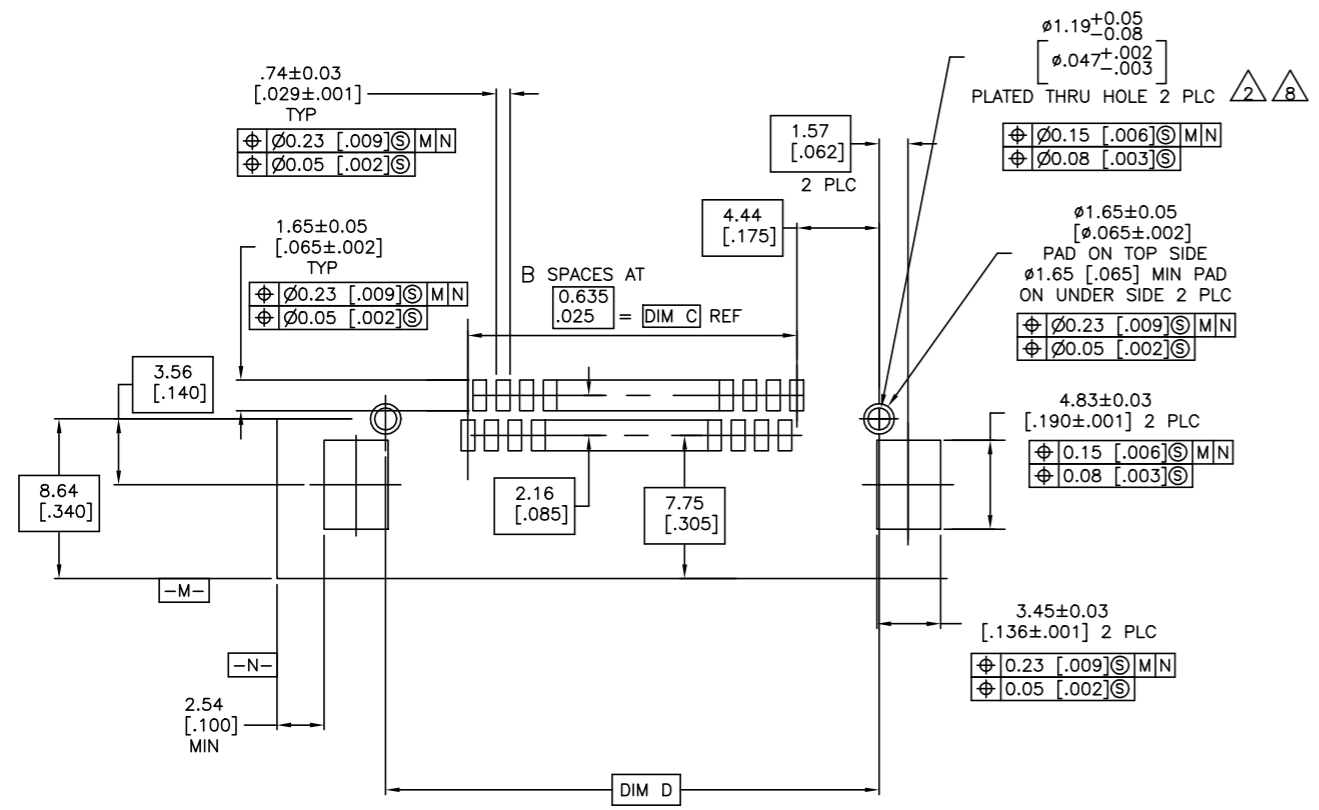 .74±0.03
[.029±.001]
TYP
⌖ Ø0.23 [.009]Ⓢ M N
⌖ Ø0.05 [.002]Ⓢ
1.65±0.05
[.065±.002]
TYP
⌖ Ø0.23 [.009]Ⓢ M N
⌖ Ø0.05 [.002]Ⓢ
B SPACES AT
0.635
.025 = DIM C REF
1.57
[.062]
2 PLC
4.44
[.175]
ø1.19+0.05
-0.08
[ø.047+.002
-.003]
PLATED THRU HOLE 2 PLC 2 8
⌖ Ø0.15 [.006]Ⓢ M N
⌖ Ø0.08 [.003]Ⓢ
ø1.65±0.05
[ø.065±.002]
PAD ON TOP SIDE
ø1.65 [.065] MIN PAD
ON UNDER SIDE 2 PLC
⌖ Ø0.23 [.009]Ⓢ M N
⌖ Ø0.05 [.002]Ⓢ
3.56
[.140]
8.64
[.340]
2.16
[.085]
7.75
[.305]
4.83±0.03
[.190±.001] 2 PLC
⌖ 0.15 [.006]Ⓢ M N
⌖ 0.08 [.003]Ⓢ
-M-
-N-
2.54
[.100]
MIN
3.45±0.03
[.136±.001] 2 PLC
⌖ 0.23 [.009]Ⓢ M N
⌖ 0.05 [.002]Ⓢ
DIM D